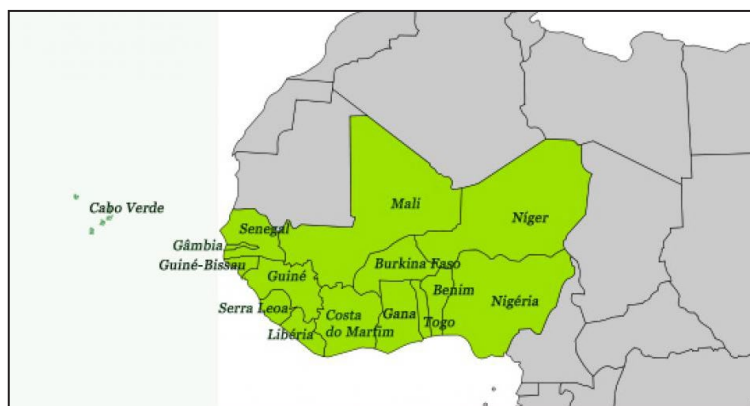 Cabo Verde
Mali
Níger
Senegal
Gâmbia
Guiné-Bissau
Guiné
Burkina Faso
Benim
Nigéria
Serra Leoa
Costa
do Martim
Gana
Togo
Libéria